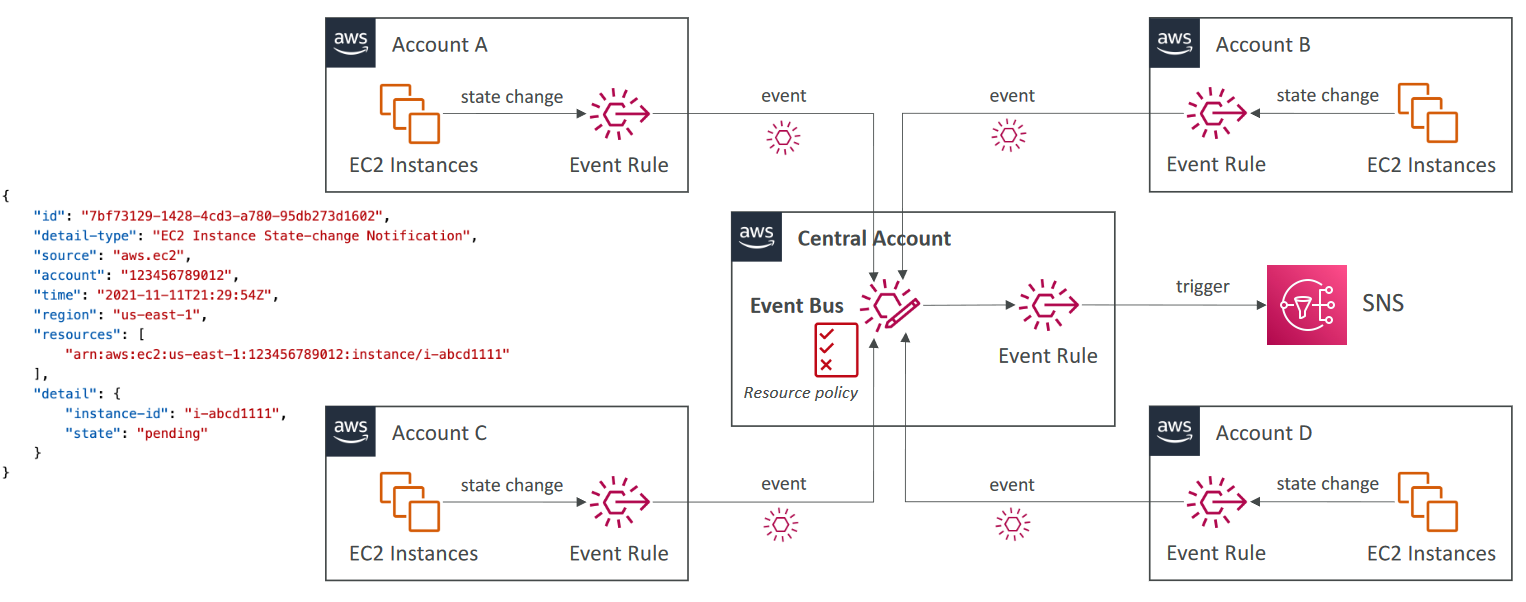 aws
Account A
state change
EC2 Instances
Event Rule
event
event
aws
Account B
state change
Event Rule
EC2 Instances
{
"id": "7bf73129-1428-4cd3-a780-95db273d1602",
"detail-type": "EC2 Instance State-change Notification",
"source": "aws.ec2",
"account": "123456789012",
"time": "2021-11-11T21:29:54Z",
"region": "us-east-1",
"resources": [
"arn:aws:ec2:us-east-1:123456789012:instance/i-abcd1111"
],
"detail": {
"instance-id": "i-abcd1111",
"state": "pending"
}
}
aws
Central Account
Event Bus
Resource policy
Event Rule
trigger
SNS
aws
Account C
state change
EC2 Instances
Event Rule
event
event
aws
Account D
state change
Event Rule
EC2 Instances